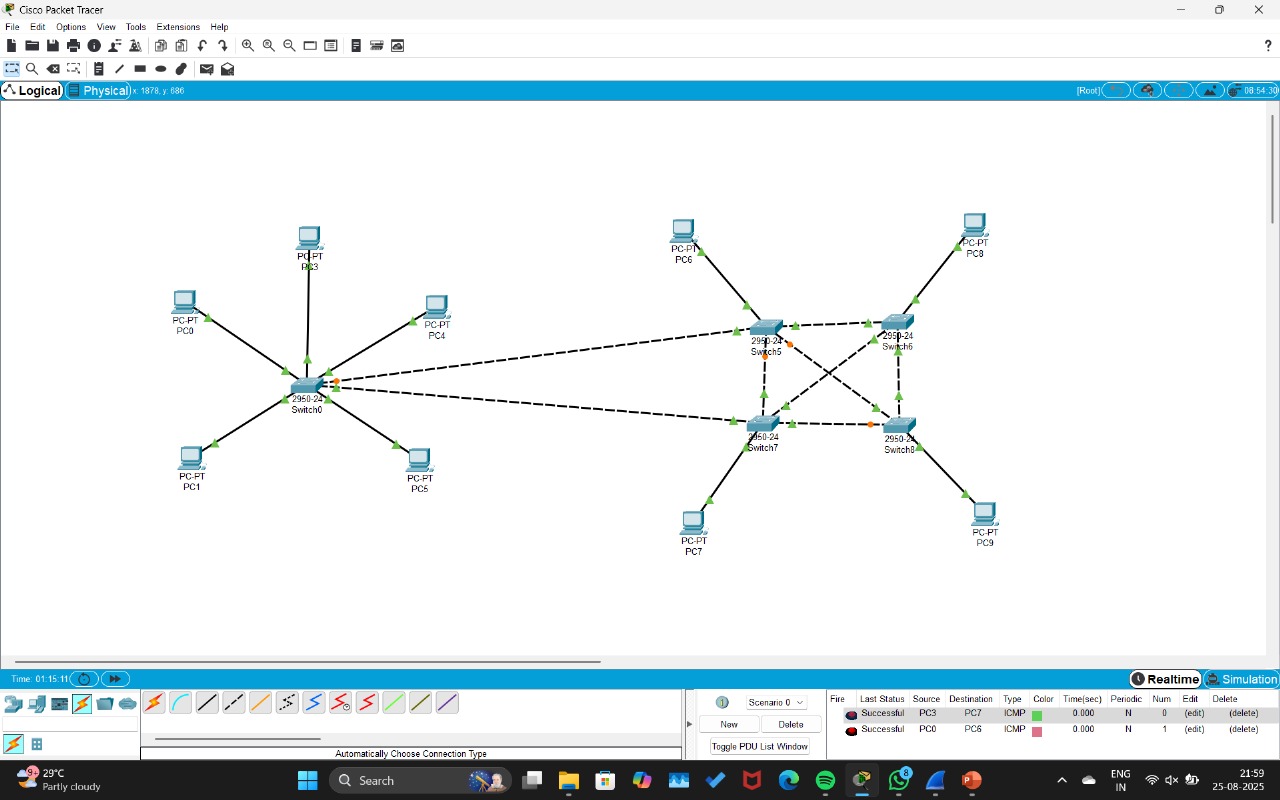 Cisco Packet Tracer
File Edit Options View Tools Extensions Help
?
Logical Physical x: 1878, y: 686 [Root] 08:54:30
PC-PT
PC3
PC-PT
PC0
PC-PT
PC4
2950-24
Switch0
PC-PT
PC1
PC-PT
PC5
PC-PT
PC6
PC-PT
PC8
2950-24
Switch5
2950-24
Switch6
2950-24
Switch7
2950-24
Switch8
PC-PT
PC7
PC-PT
PC9
Time: 01:15:11 Realtime Simulation
Automatically Choose Connection Type
Scenario 0
New Delete
Toggle PDU List Window
Fire Last Status Source Destination Type Color Time(sec) Periodic Num Edit Delete
Successful PC3 PC7 ICMP 0.000 N 0 (edit) (delete)
Successful PC0 PC6 ICMP 0.000 N 1 (edit) (delete)
9+ 29°C
Partly cloudy
Search
8
ENG
IN
21:59
25-08-2025